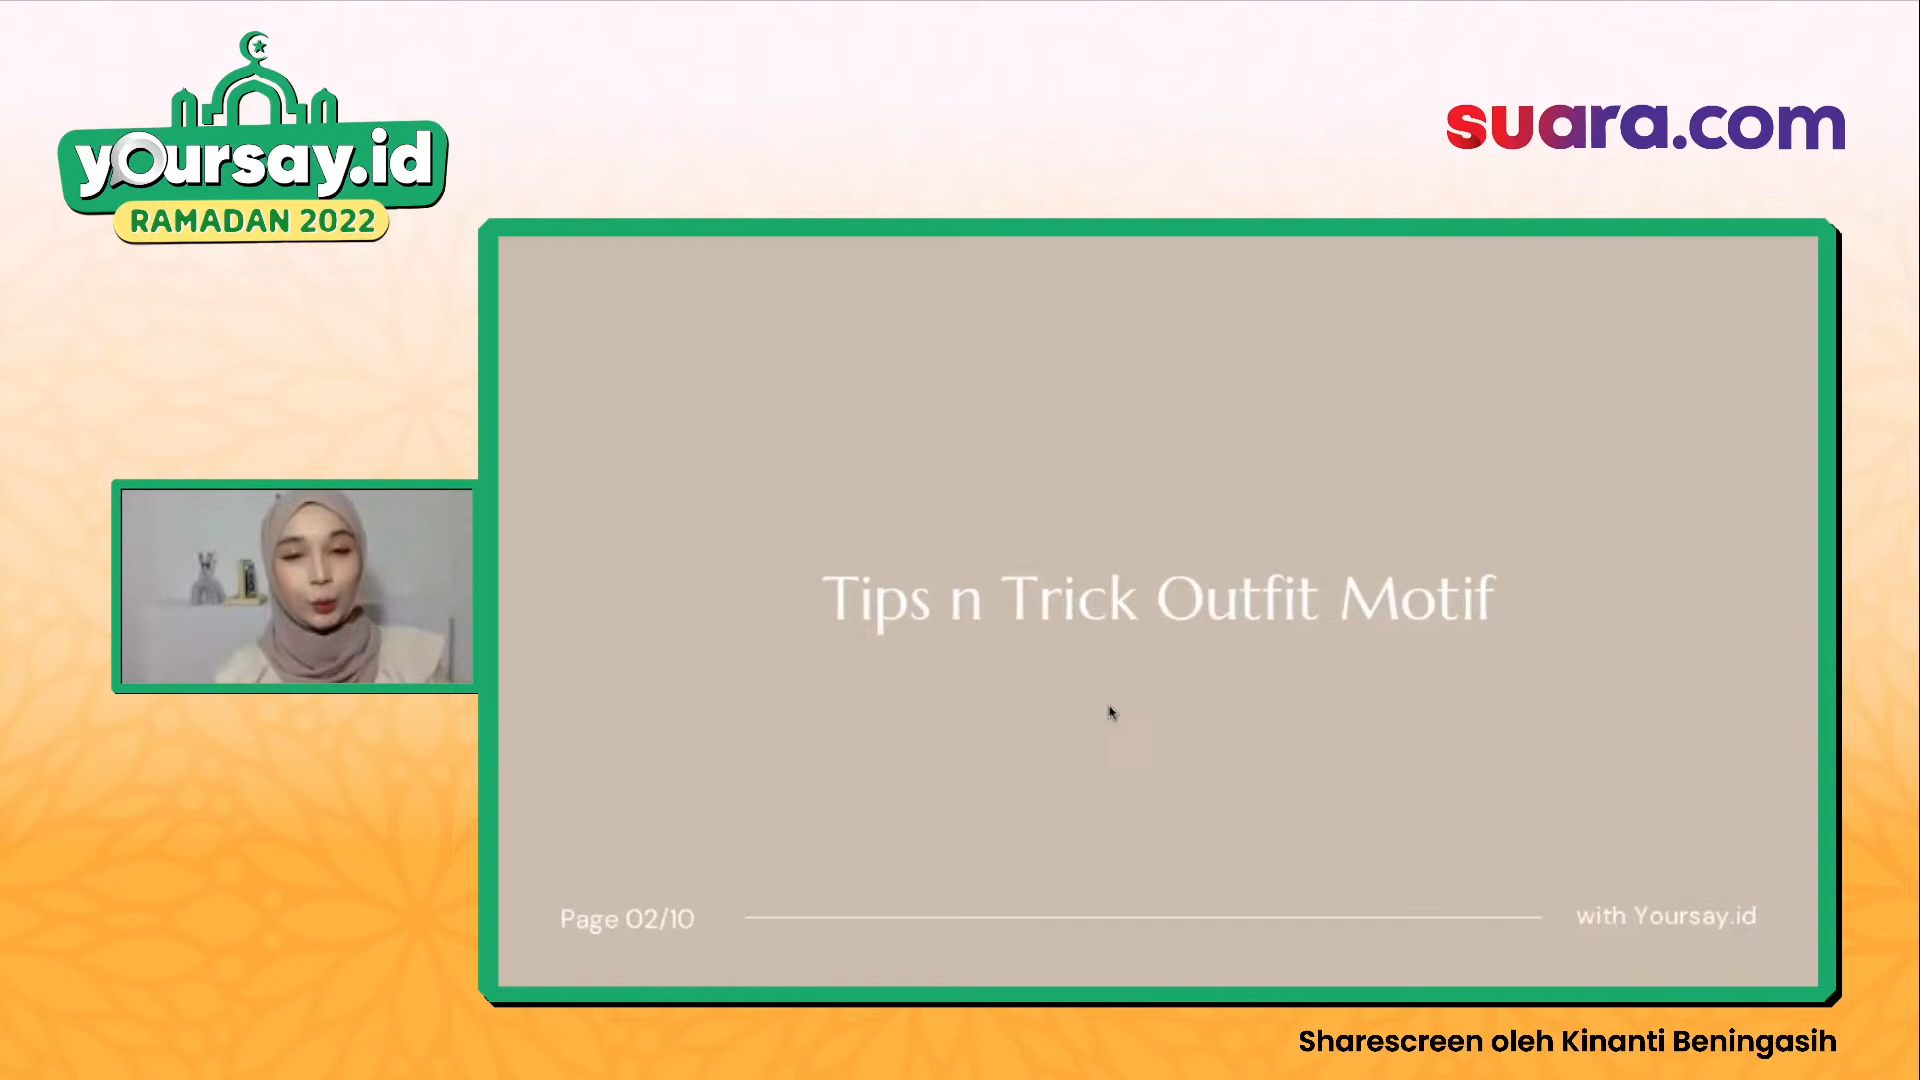 yoursay.id
RAMADAN 2022
suara.com
Tips n Trick Outfit Motif
Page 02/10
with Yoursay.id
Sharescreen oleh Kinanti Beningasih